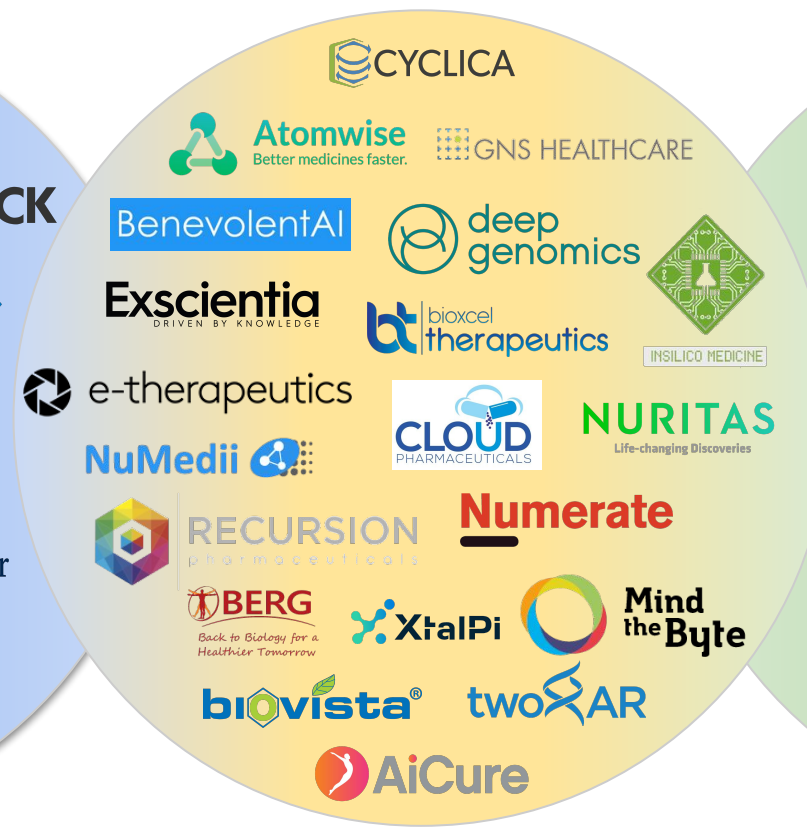 CYCLICA
Atomwise
Better medicines faster.
GNS HEALTHCARE
CK
BenevolentAI
deep
genomics
Exscientia
DRIVEN BY KNOWLEDGE
bt bioxcel
therapeutics
INSILICO MEDICINE
e-therapeutics
CLOUD
PHARMACEUTICALS
NURITAS
Life-changing Discoveries
NuMedii
RECURSION
pharmaceuticals
Numerate
r
BERG
Back to Biology for a
Healthier Tomorrow
XtalPi
Mind
the Byte
biovista®
twoXAR
AiCure